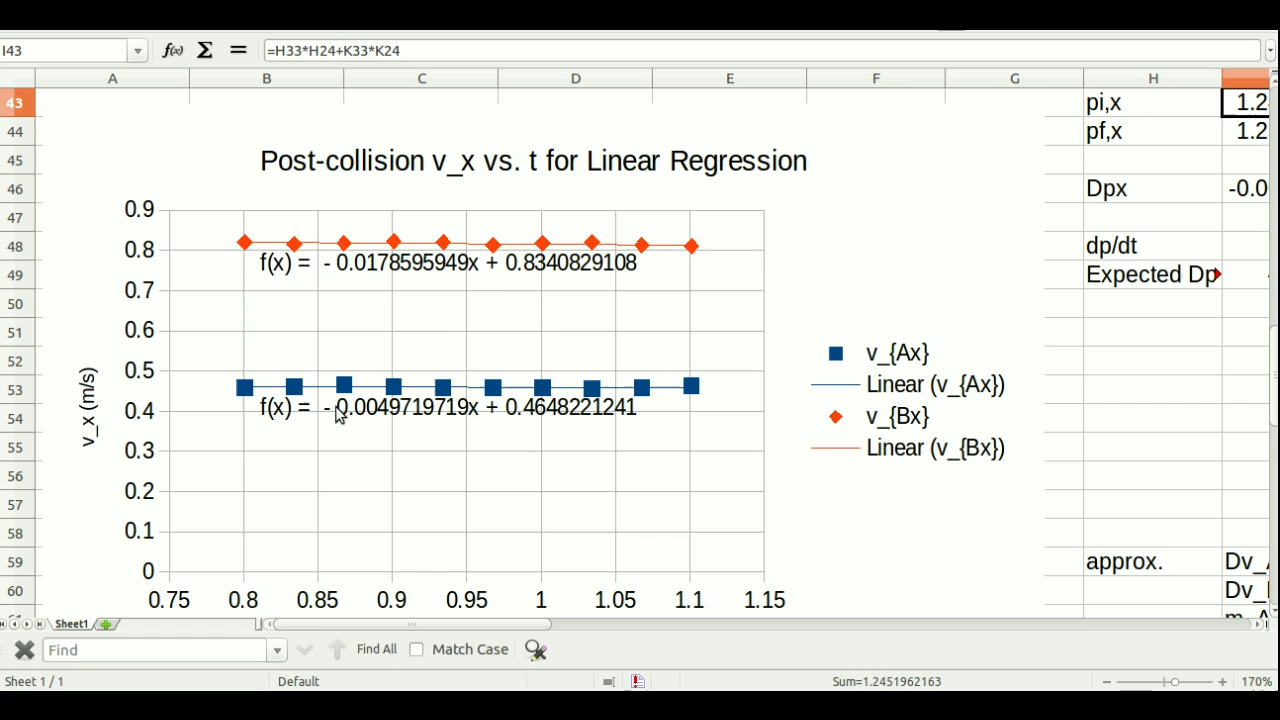 I43 =H33*H24+K33*K24
A B C D E F G H
43 pi,x 1.2
44 pf,x 1.2
45
46 Dpx -0.0
47
48 dp/dt
49 Expected Dp
50
51
52
53
54
55
56
57
58
59 approx. Dv_
60 Dv_
Post-collision v_x vs. t for Linear Regression
v_x (m/s)
0.9
0.8
0.7
0.6
0.5
0.4
0.3
0.2
0.1
0
f(x) = - 0.0178595949x + 0.8340829108
f(x) = - 0.0049719719x + 0.4648221241
0.75 0.8 0.85 0.9 0.95 1 1.05 1.1 1.15
v_{Ax}
Linear (v_{Ax})
v_{Bx}
Linear (v_{Bx})
Sheet1
Find Find All Match Case
Sheet 1 / 1 Default Sum=1.2451962163 170%